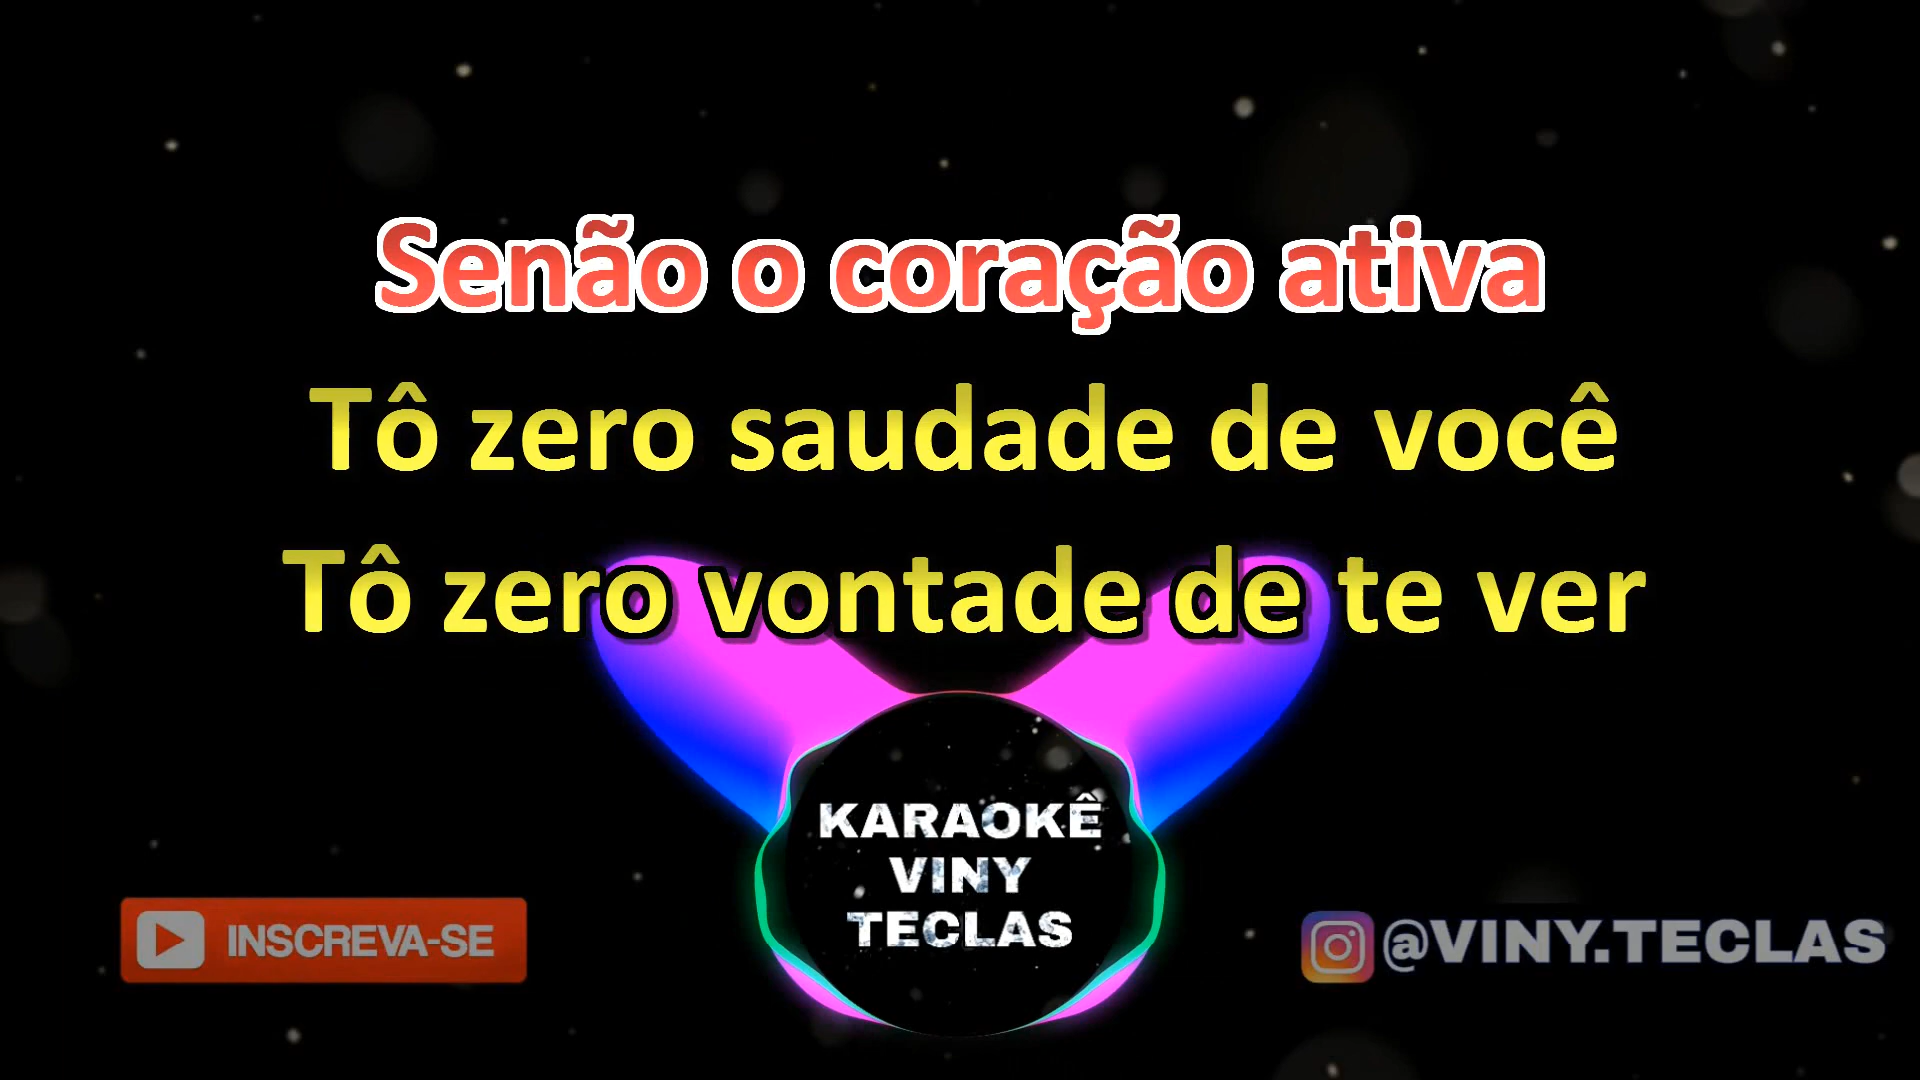 Senão o coração ativa
Tô zero saudade de você
Tô zero vontade de te ver
KARAOKÊ
VINY
TECLAS
INSCREVA-SE
@VINY.TECLAS